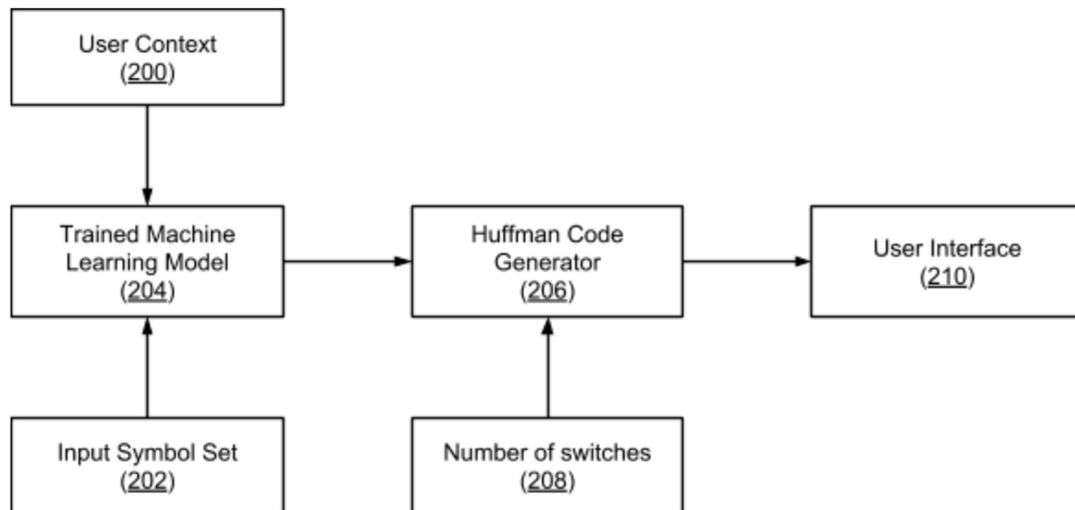 User Context
(200)
Trained Machine
Learning Model
(204)
Huffman Code
Generator
(206)
User Interface
(210)
Input Symbol Set
(202)
Number of switches
(208)